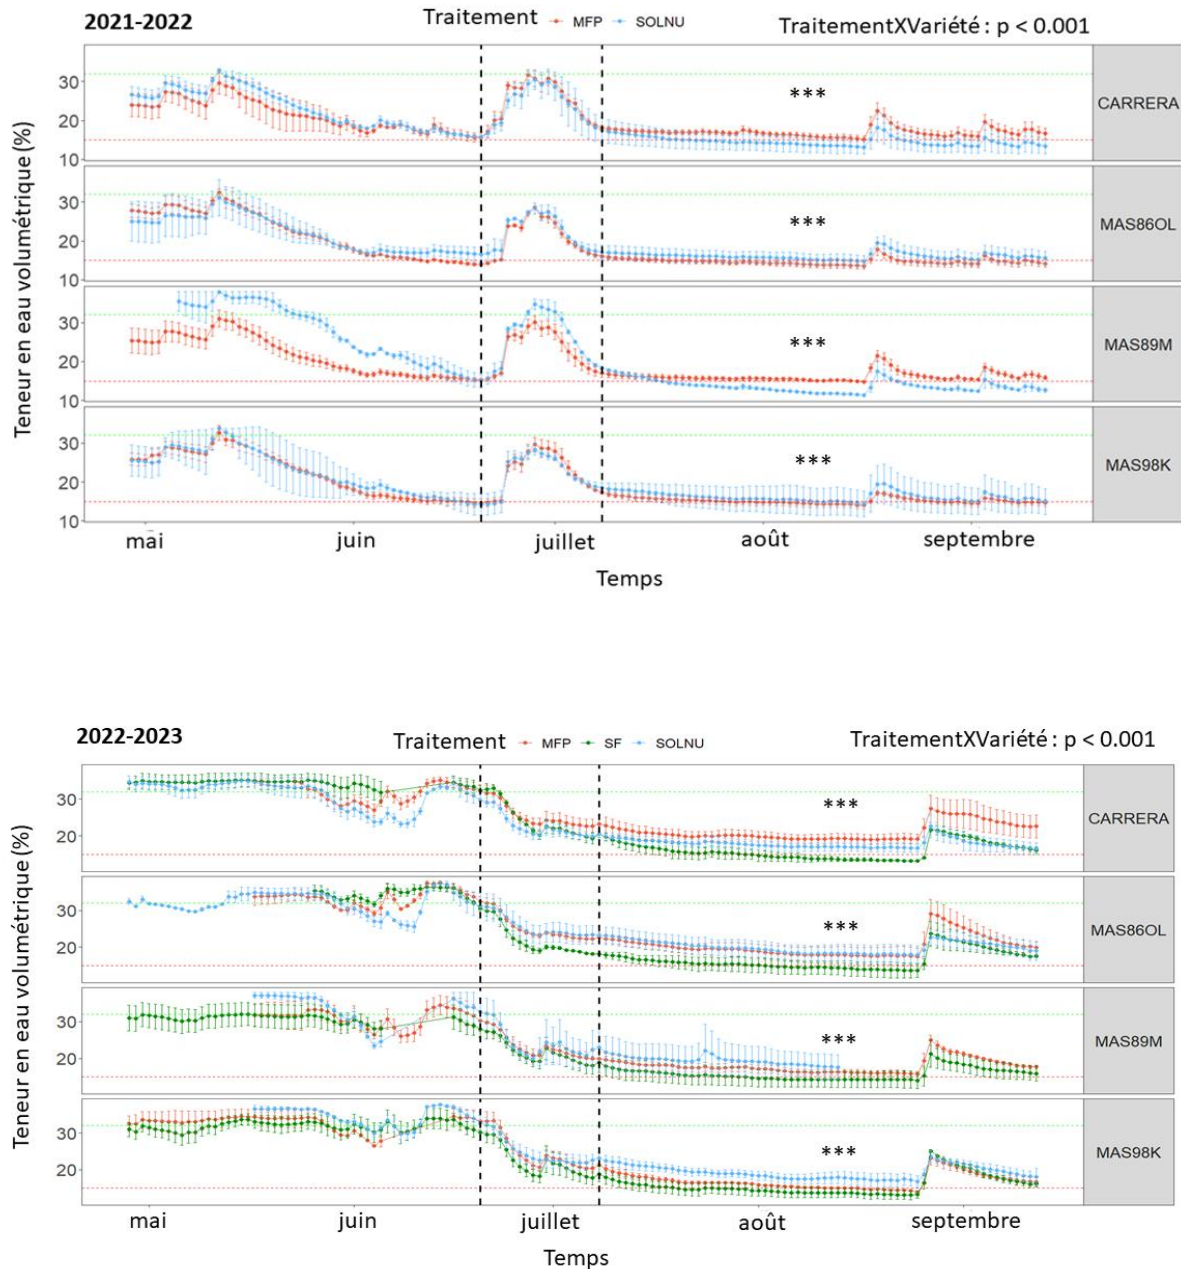 2021-2022
Traitement MFP SOLNU
TraitementXVariété : p < 0.001
Teneur en eau volumétrique (%)
30
20
10
***
CARRERA
30
20
10
***
MAS86OL
30
20
10
***
MAS89M
30
20
10
***
MAS98K
mai juin juillet août septembre
Temps
2022-2023
Traitement MFP SF SOLNU
TraitementXVariété : p < 0.001
Teneur en eau volumétrique (%)
30
20
***
CARRERA
30
20
***
MAS86OL
30
20
***
MAS89M
30
20
***
MAS98K
mai juin juillet août septembre
Temps